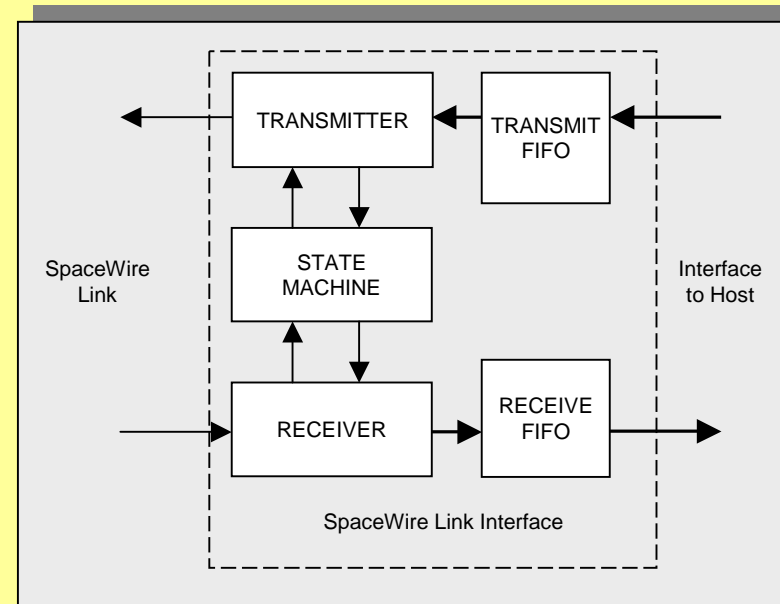 TRANSMITTER
TRANSMIT
FIFO
STATE
MACHINE
SpaceWire
Link
Interface
to Host
RECEIVER
RECEIVE
FIFO
SpaceWire Link Interface